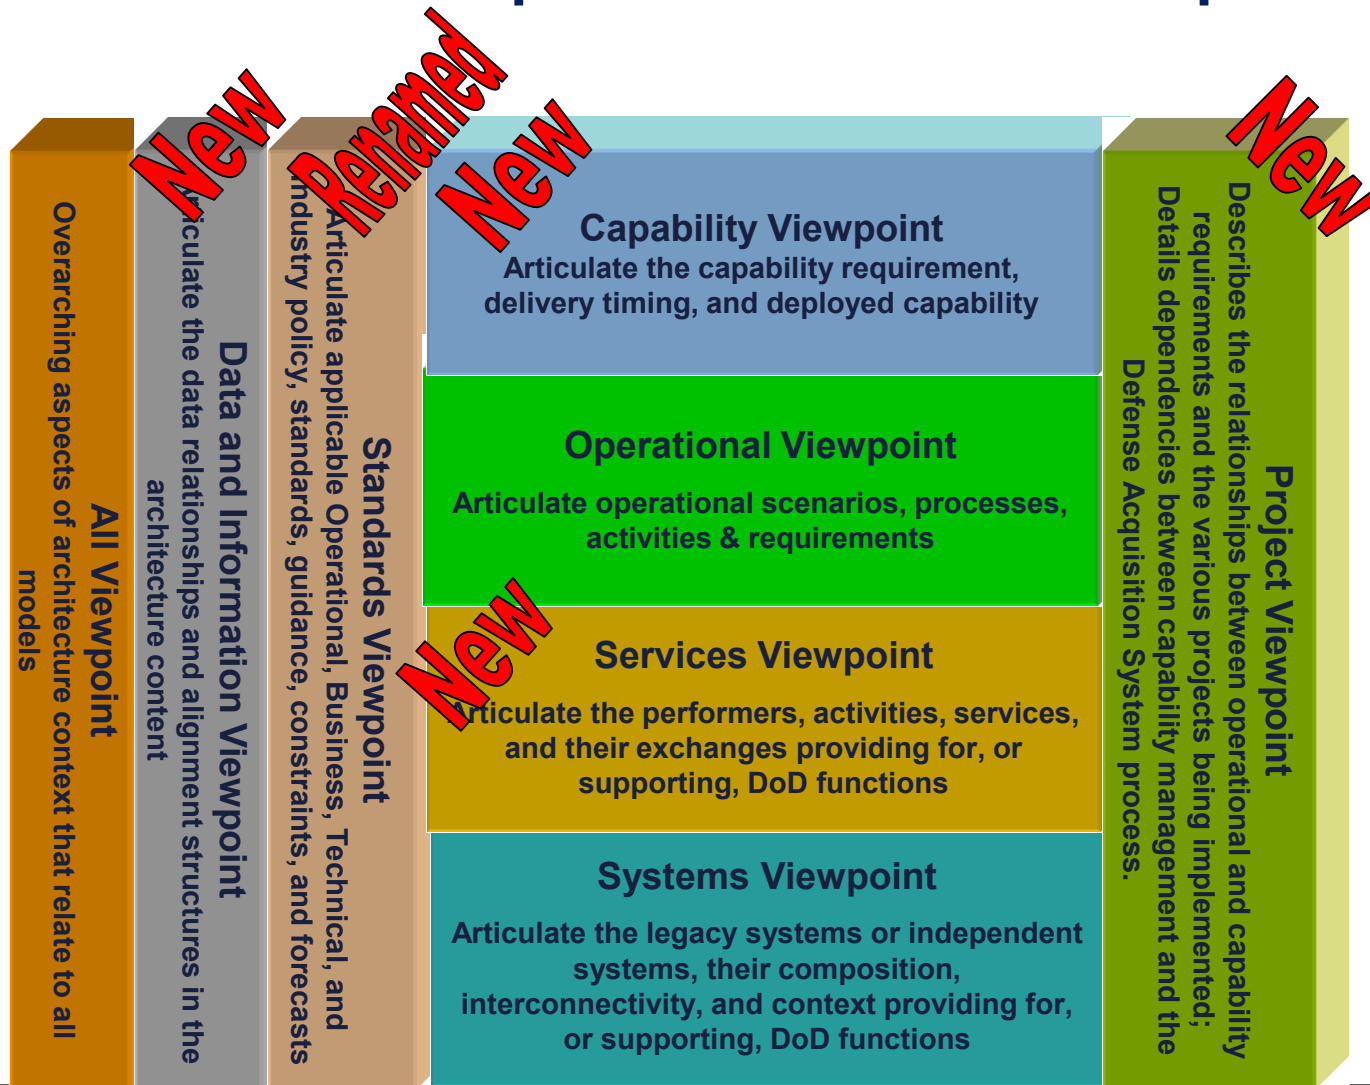 New
Renamed
New
New
All Viewpoint
Overarching aspects of architecture context that relate to all
models
Data and Information Viewpoint
Articulate the data relationships and alignment structures in the
architecture content
Standards Viewpoint
Articulate applicable Operational, Business, Technical, and
Industry policy, standards, guidance, constraints, and forecasts
Capability Viewpoint
Articulate the capability requirement,
delivery timing, and deployed capability
Operational Viewpoint
Articulate operational scenarios, processes,
activities & requirements
New
Services Viewpoint
Articulate the performers, activities, services,
and their exchanges providing for, or
supporting, DoD functions
Systems Viewpoint
Articulate the legacy systems or independent
systems, their composition,
interconnectivity, and context providing for,
or supporting, DoD functions
Project Viewpoint
Describes the relationships between operational and capability
requirements and the various projects being implemented;
Details dependencies between capability management and the
Defense Acquisition System process.